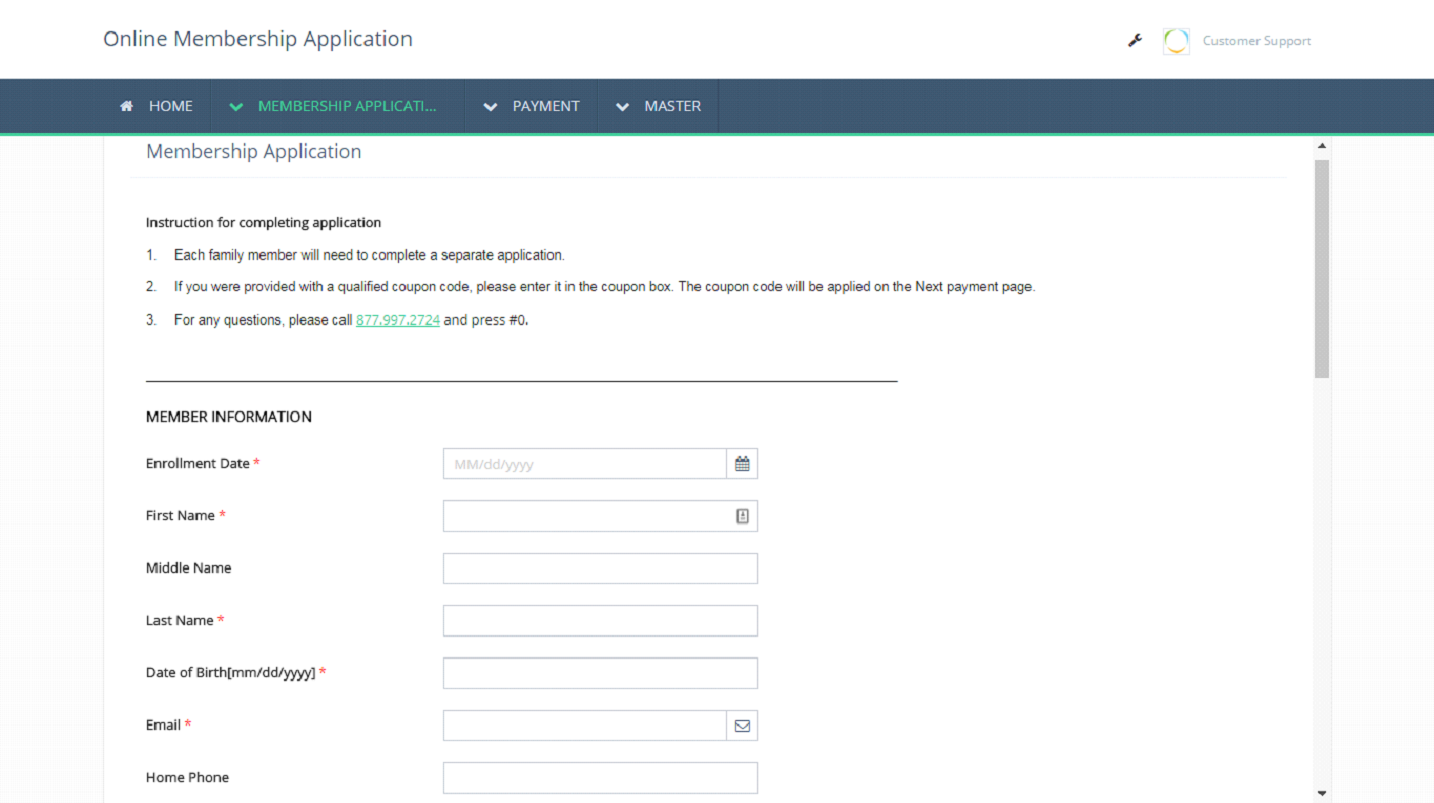 Online Membership Application
Customer Support
HOME
MEMBERSHIP APPLICATI...
PAYMENT
MASTER
Membership Application
Instruction for completing application
1. Each family member will need to complete a separate application.
2. If you were provided with a qualified coupon code, please enter it in the coupon box. The coupon code will be applied on the Next payment page.
3. For any questions, please call 877.997.2724 and press #0.
MEMBER INFORMATION
Enrollment Date *
MM/dd/yyyy
First Name *
Middle Name
Last Name *
Date of Birth[mm/dd/yyyy] *
Email *
Home Phone